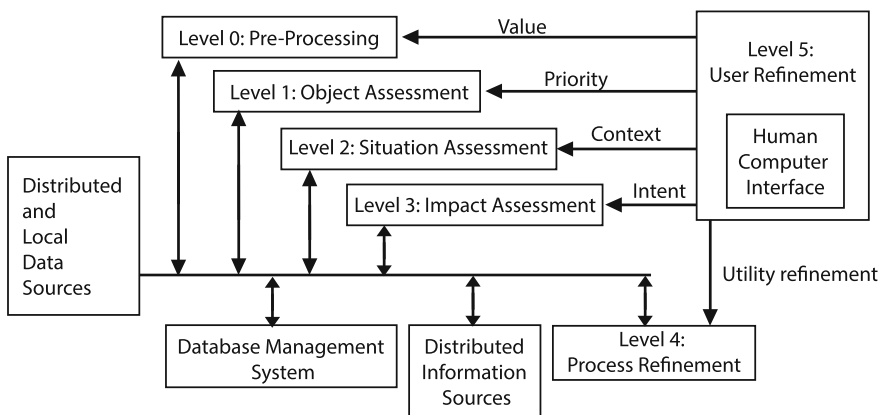 Level 0: Pre-Processing
Value
Level 5:
User Refinement
Level 1: Object Assessment
Priority
Level 2: Situation Assessment
Context
Human
Computer
Interface
Distributed
and
Local
Data
Sources
Level 3: Impact Assessment
Intent
Utility refinement
Database Management
System
Distributed
Information
Sources
Level 4:
Process Refinement